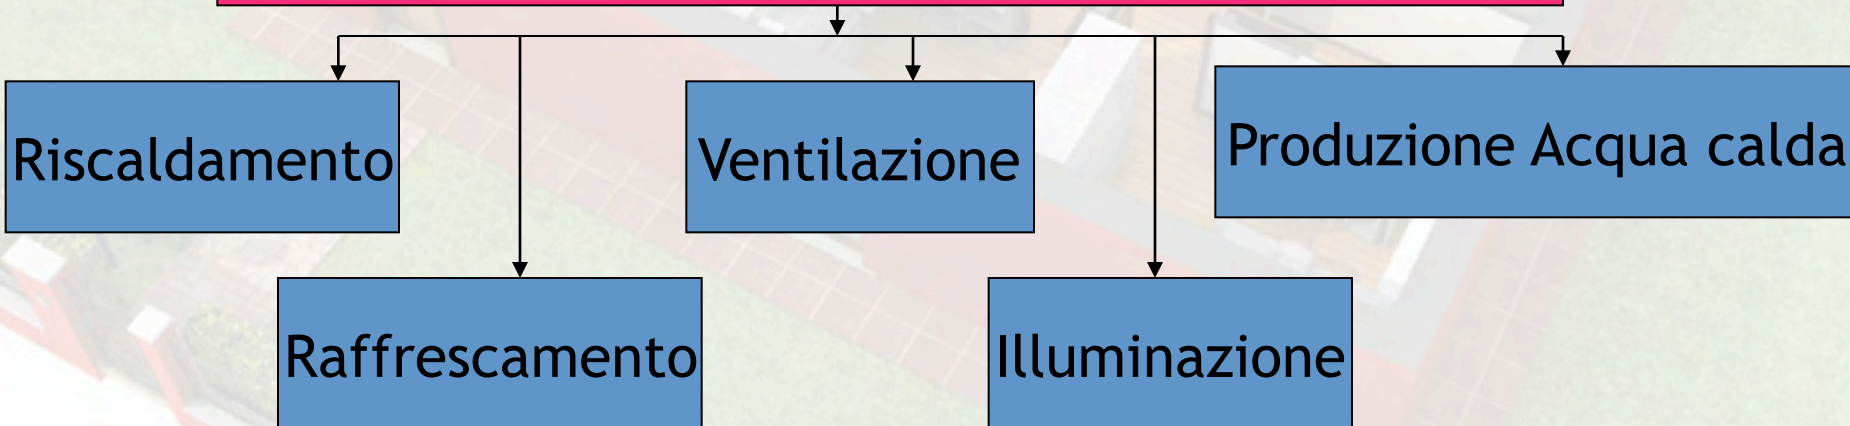 Riscaldamento
Ventilazione
Produzione Acqua calda
Raffrescamento
Illuminazione